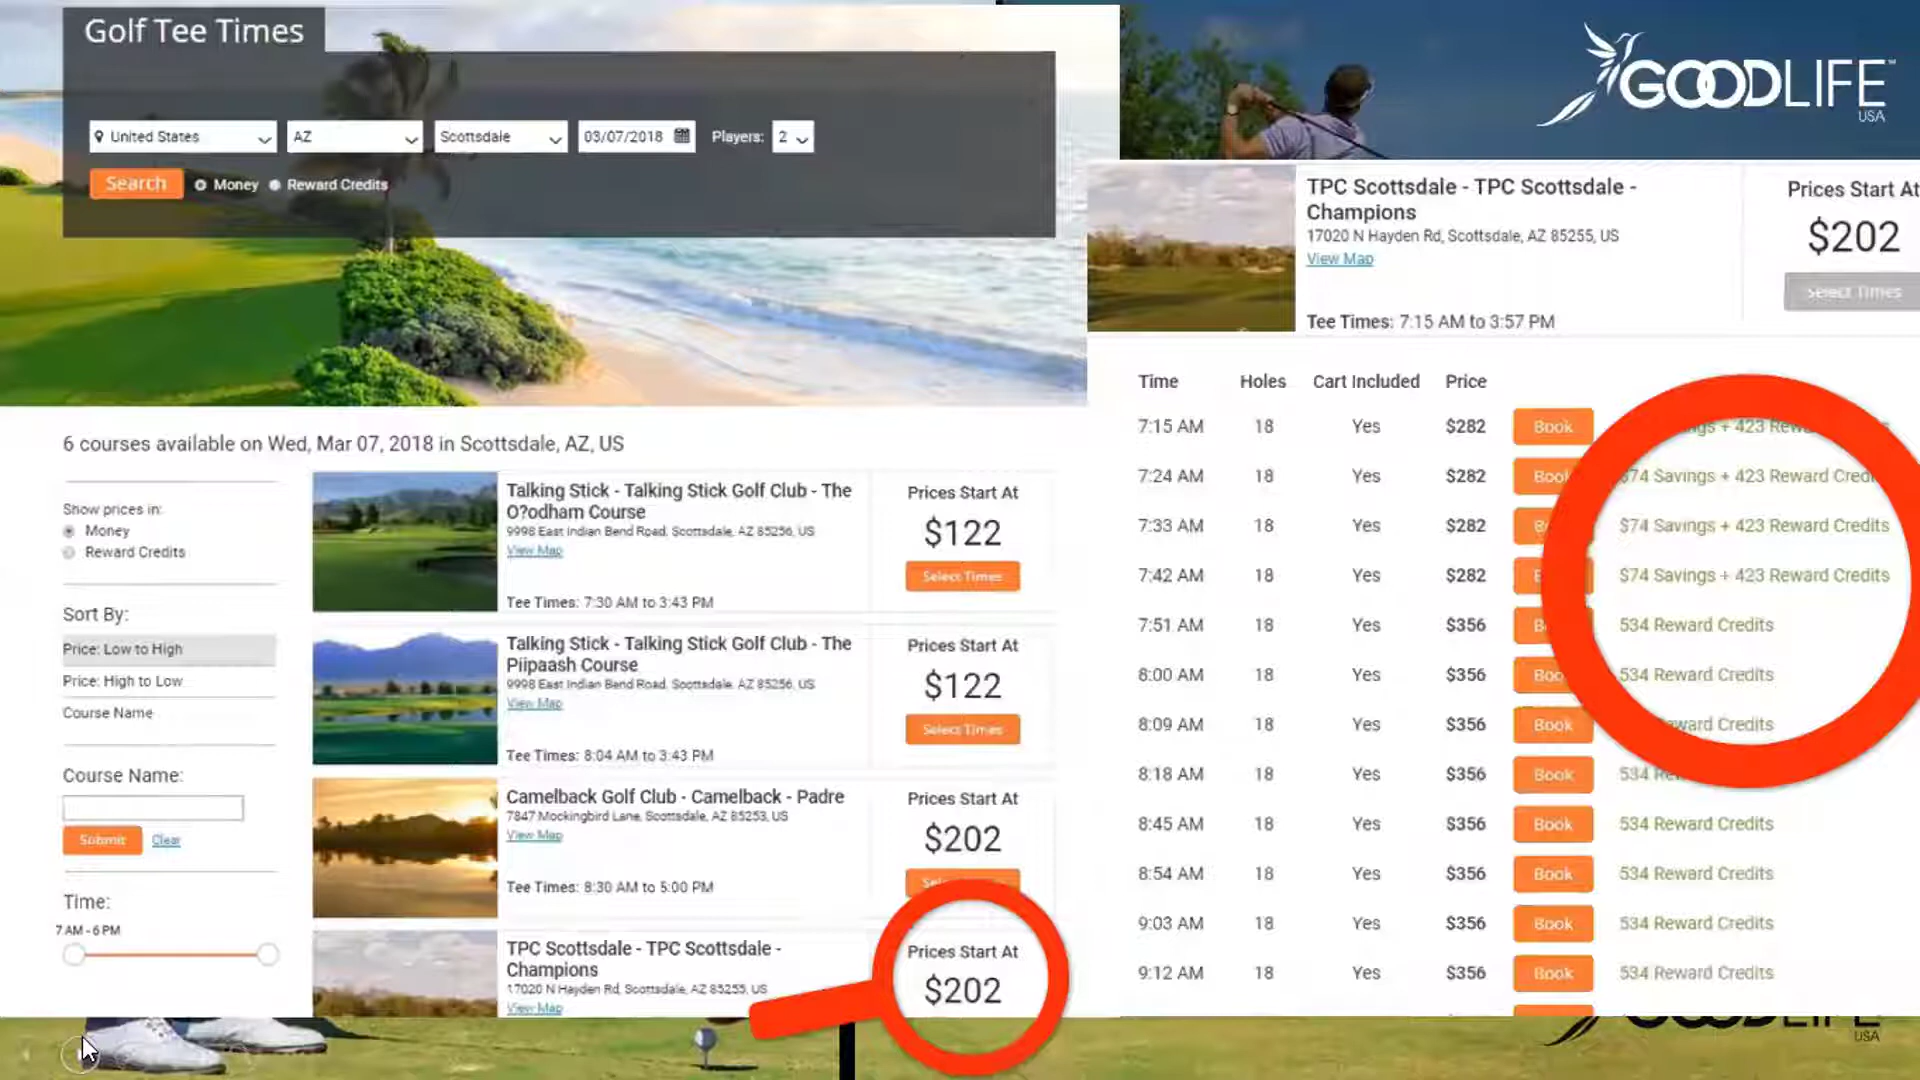 Golf Tee Times
United States
AZ
Scottsdale
03/07/2018
Players:
2
Search
Money
Reward Credits
6 courses available on Wed, Mar 07, 2018 in Scottsdale, AZ, US
Show prices in:
Money
Reward Credits
Sort By:
Price: Low to High
Price: High to Low
Course Name
Course Name:
Submit
Clear
Time:
7 AM - 6 PM
Talking Stick - Talking Stick Golf Club - The
O?odham Course
9998 East Indian Bend Road, Scottsdale, AZ 85256, US
View Map
Tee Times: 7:30 AM to 3:43 PM
Prices Start At
$122
Select Times
Talking Stick - Talking Stick Golf Club - The
Piipaash Course
9998 East Indian Bend Road, Scottsdale, AZ 85256, US
View Map
Tee Times: 8:04 AM to 3:43 PM
Prices Start At
$122
Select Times
Camelback Golf Club - Camelback - Padre
7847 Mockingbird Lane, Scottsdale, AZ 85253, US
View Map
Tee Times: 8:30 AM to 5:00 PM
Prices Start At
$202
TPC Scottsdale - TPC Scottsdale -
Champions
17020 N Hayden Rd, Scottsdale, AZ 85255, US
View Map
Prices Start At
$202
GOODLIFE™
USA
TPC Scottsdale - TPC Scottsdale -
Champions
17020 N Hayden Rd, Scottsdale, AZ 85255, US
View Map
Tee Times: 7:15 AM to 3:57 PM
Prices Start At
$202
Select Times
Time Holes Cart Included Price
7:15 AM 18 Yes $282 Book + 423
7:24 AM 18 Yes $282 $74 Savings + 423 Reward
7:33 AM 18 Yes $282 $74 Savings + 423 Reward Credits
7:42 AM 18 Yes $282 $74 Savings + 423 Reward Credits
7:51 AM 18 Yes $356 534 Reward Credits
8:00 AM 18 Yes $356 534 Reward Credits
8:09 AM 18 Yes $356 Book Reward Credits
8:18 AM 18 Yes $356 Book 534
8:45 AM 18 Yes $356 Book 534 Reward Credits
8:54 AM 18 Yes $356 Book 534 Reward Credits
9:03 AM 18 Yes $356 Book 534 Reward Credits
9:12 AM 18 Yes $356 Book 534 Reward Credits
USA